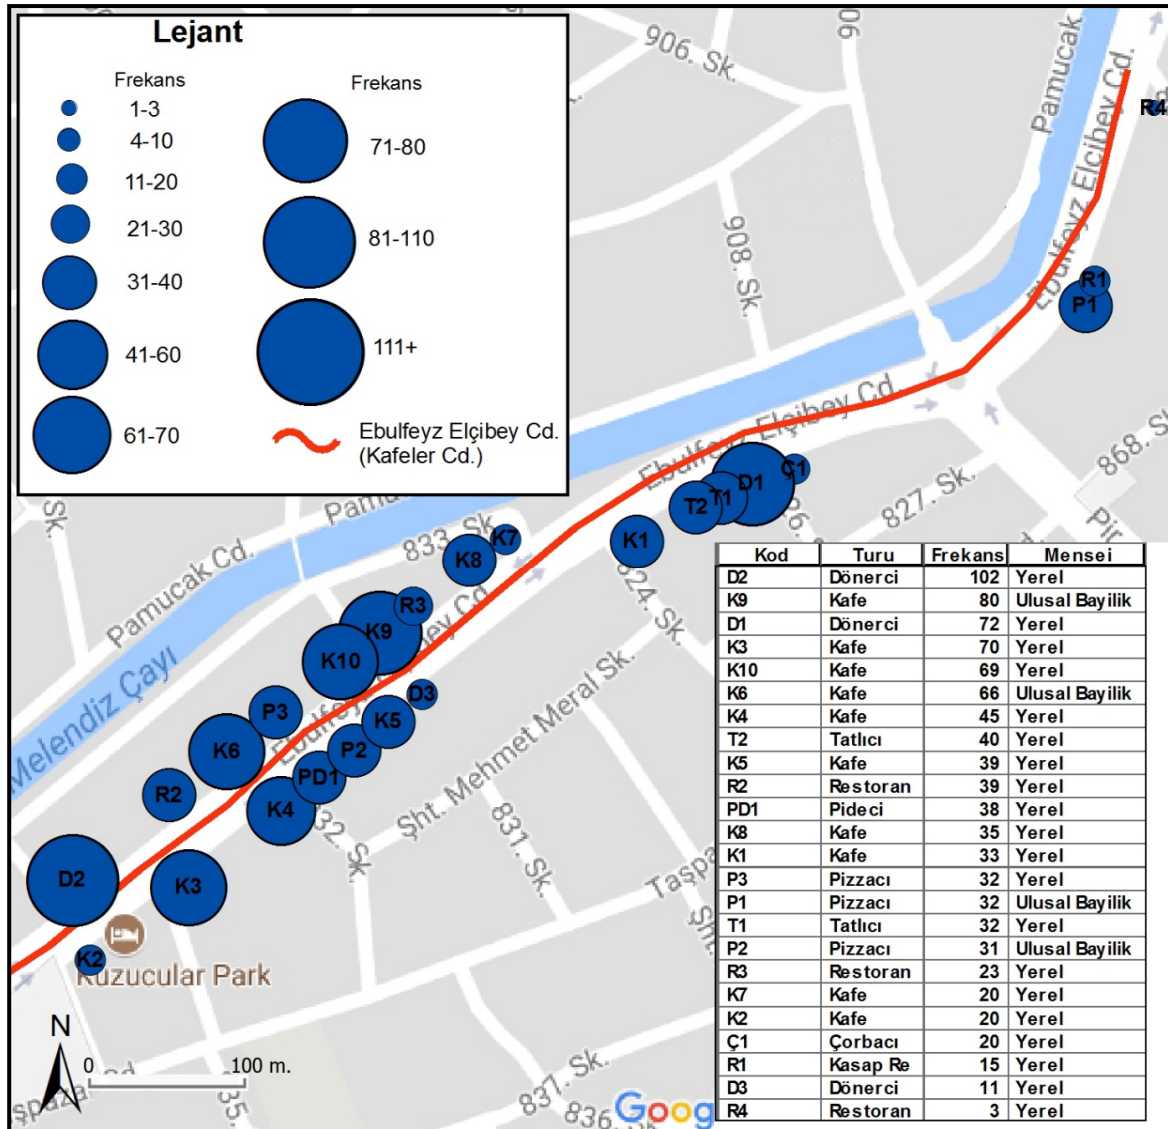 Lejant
Frekans
1-3
4-10
11-20
21-30
31-40
41-60
61-70
Frekans
71-80
81-110
111+
Ebulfeyz Elçibey Cd.
(Kafeler Cd.)
906. Sk.
908. Sk.
Pamucak
Ebulfeyz Elçibey Cd.
R4
R1
P1
Ebulfeyz Elçibey Cd.
868. Sk.
827. Sk.
Ç1
D1
T1
T2
K1
824. Sk.
Pamucak Cd.
833. Sk.
K7
K8
Pamucak Cd.
Melendiz Çayı
R3
K9
K10
D3
K5
P2
PD1
K4
P3
K6
R2
D2
K3
K2
Kuzucular Park
832. Sk.
Şht. Mehmet Meral Sk.
831. Sk.
837. Sk.
836. Sk.
835.
N
0 100 m.
Goog
Kod Turu Frekans Mensei
D2 Dönerci 102 Yerel
K9 Kafe 80 Ulusal Bayilik
D1 Dönerci 72 Yerel
K3 Kafe 70 Yerel
K10 Kafe 69 Yerel
K6 Kafe 66 Ulusal Bayilik
K4 Kafe 45 Yerel
T2 Tatlıcı 40 Yerel
K5 Kafe 39 Yerel
R2 Restoran 39 Yerel
PD1 Pideci 38 Yerel
K8 Kafe 35 Yerel
K1 Kafe 33 Yerel
P3 Pizzacı 32 Yerel
P1 Pizzacı 32 Ulusal Bayilik
T1 Tatlıcı 32 Yerel
P2 Pizzacı 31 Ulusal Bayilik
R3 Restoran 23 Yerel
K7 Kafe 20 Yerel
K2 Kafe 20 Yerel
Ç1 Çorbacı 20 Yerel
R1 Kasap Re 15 Yerel
D3 Dönerci 11 Yerel
R4 Restoran 3 Yerel